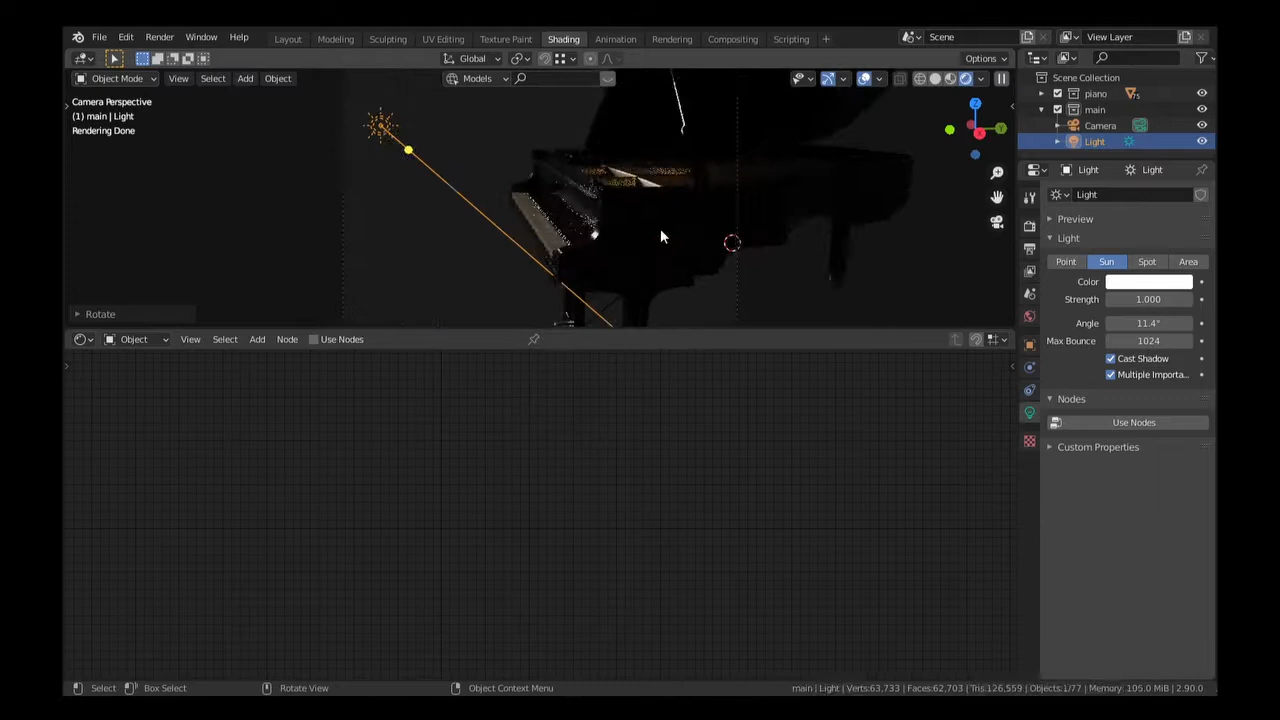 File Edit Render Window Help Layout Modeling Sculpting UV Editing Texture Paint Shading Animation Rendering Compositing Scripting + Scene View Layer
Global Options
Object Mode View Select Add Object Models
Camera Perspective
(1) main | Light
Rendering Done
Z
Y
Rotate
Scene Collection
piano 75
main
Camera
Light
Light Light
Light
Preview
Light
Point Sun Spot Area
Color
Strength 1.000
Angle 11.4°
Max Bounce 1024
Cast Shadow
Multiple Importa...
Nodes
Use Nodes
Custom Properties
Object View Select Add Node Use Nodes
Select Box Select Rotate View Object Context Menu main | Light | Verts:63,733 | Faces:62,703 | Tris:126,559 | Objects:1/77 | Memory: 105.0 MiB | 2.90.0